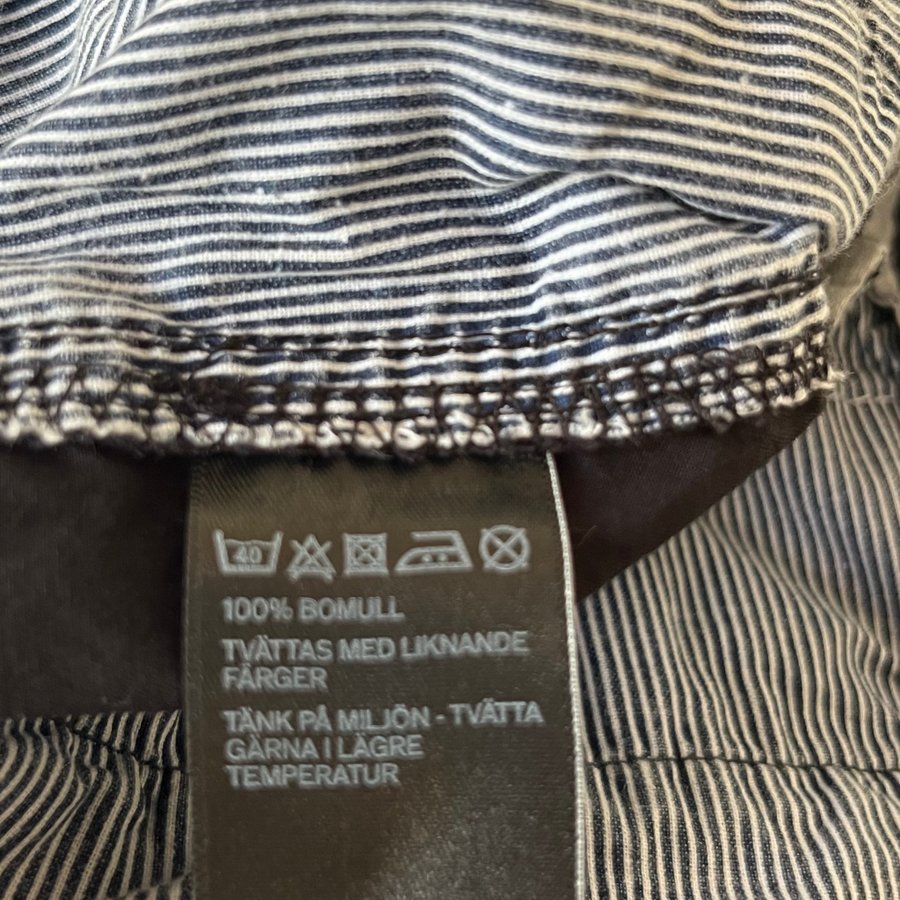 40
100% BOMULL
TVÄTTAS MED LIKNANDE
FÄRGER
TÄNK PÅ MILJÖN - TVÄTTA
GÄRNA I LÄGRE
TEMPERATUR